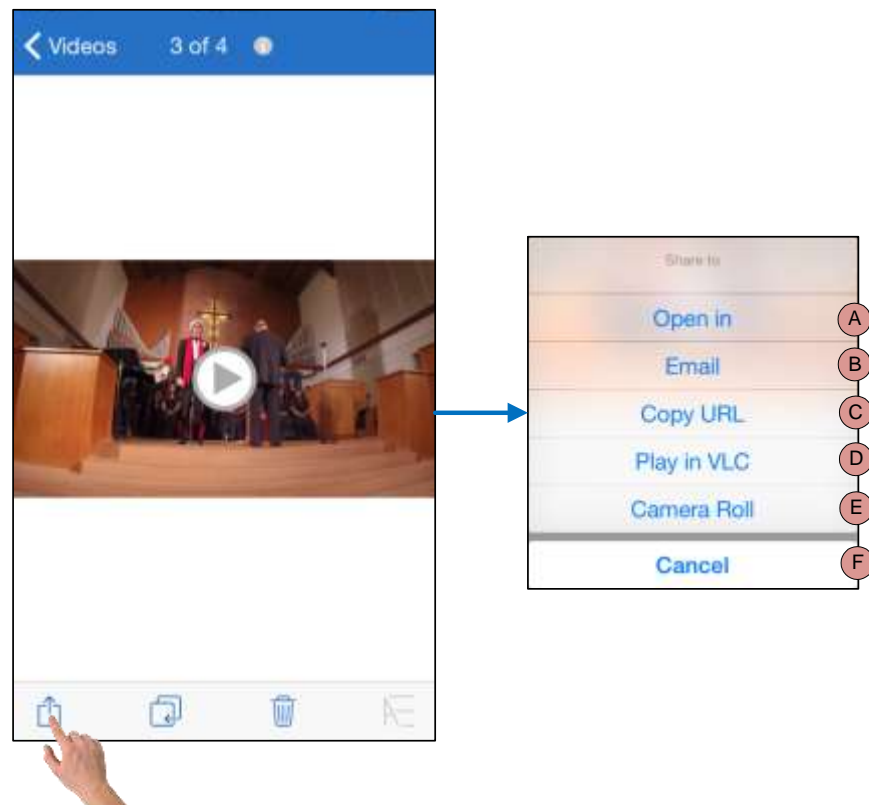 Videos 3 of 4
Share to
Open in A
Email B
Copy URL C
Play in VLC D
Camera Roll E
Cancel F